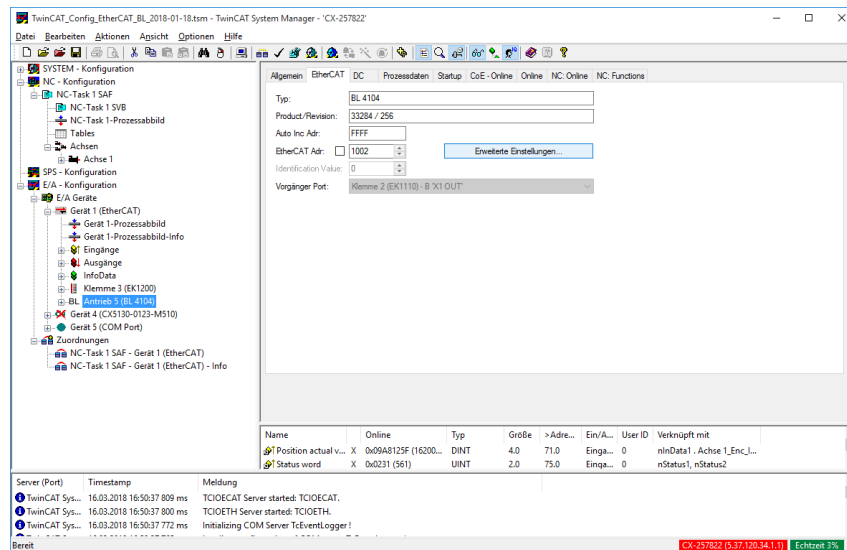 TwinCAT_Config_EtherCAT_BL_2018-01-18.tsm - TwinCAT System Manager - 'CX-257822'
Datei Bearbeiten Aktionen Ansicht Optionen Hilfe
SYSTEM - Konfiguration
NC - Konfiguration
NC-Task 1 SAF
NC-Task 1 SVB
NC-Task 1-Prozessabbild
Tables
Achsen
Achse 1
SPS - Konfiguration
E/A - Konfiguration
E/A Geräte
Gerät 1 (EtherCAT)
Gerät 1-Prozessabbild
Gerät 1-Prozessabbild-Info
Eingänge
Ausgänge
InfoData
Klemme 3 (EK1200)
BL Antrieb 5 (BL 4104)
Gerät 4 (CX5130-0123-M510)
Gerät 5 (COM Port)
Zuordnungen
NC-Task 1 SAF - Gerät 1 (EtherCAT)
NC-Task 1 SAF - Gerät 1 (EtherCAT) - Info
Allgemein EtherCAT DC Prozessdaten Startup CoE - Online Online NC: Online NC: Functions
Typ: BL 4104
Product/Revision: 33284 / 256
Auto Inc Adr: FFFF
EtherCAT Adr: 1002 Erweiterte Einstellungen...
Identification Value: 0
Vorgänger Port: Klemme 2 (EK1110) - B 'X1 OUT'
Name Online Typ Größe >Adre... Ein/A... User ID Verknüpft mit
Position actual v... X 0x09A8125F (16200... DINT 4.0 71.0 Einga... 0 nInData1 . Achse 1_Enc_I...
Status word X 0x0231 (561) UINT 2.0 75.0 Einga... 0 nStatus1, nStatus2
Server (Port) Timestamp Meldung
TwinCAT Sys... 16.03.2018 16:50:37 809 ms TCIOECAT Server started: TCIOECAT.
TwinCAT Sys... 16.03.2018 16:50:37 800 ms TCIOETH Server started: TCIOETH.
TwinCAT Sys... 16.03.2018 16:50:37 772 ms Initializing COM Server TcEventLogger !
Bereit CX-257822 (5.37.120.34.1.1) Echtzeit 3%